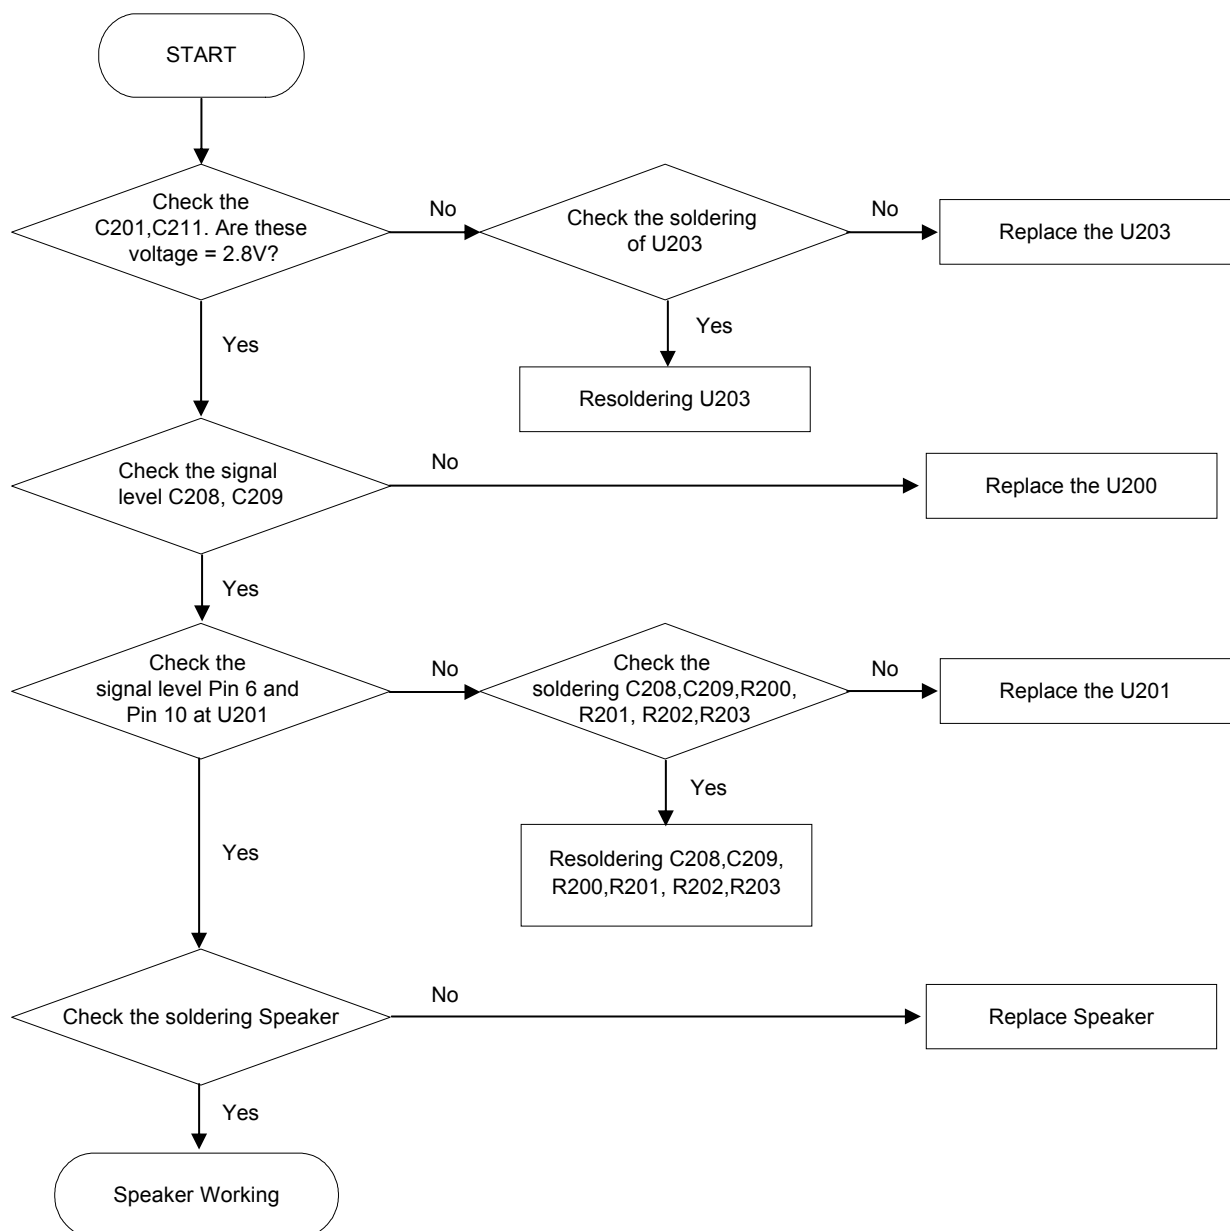 START
Check the
C201,C211. Are these
voltage = 2.8V?
No
Check the soldering
of U203
No
Replace the U203
Yes
Yes
Resoldering U203
Check the signal
level C208, C209
No
Replace the U200
Yes
Check the
signal level Pin 6 and
Pin 10 at U201
No
Check the
soldering C208,C209,R200,
R201, R202,R203
No
Replace the U201
Yes
Yes
Resoldering C208,C209,
R200,R201, R202,R203
Check the soldering Speaker
No
Replace Speaker
Yes
Speaker Working